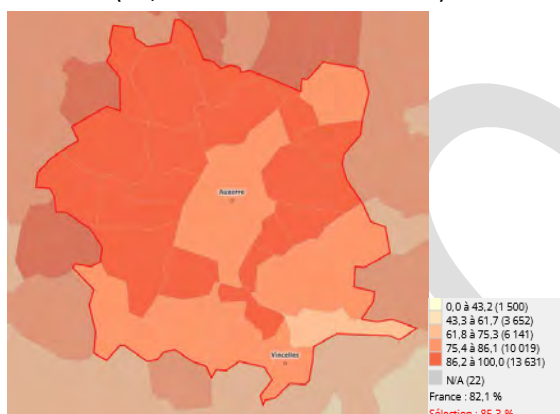 Auxerre
Vincelles
0,0 à 43,2 (1 500)
43,3 à 61,7 (3 652)
61,8 à 75,3 (6 141)
75,4 à 86,1 (10 019)
86,2 à 100,0 (13 631)
N/A (22)
France : 82,1 %
Sélection : 85,3 %